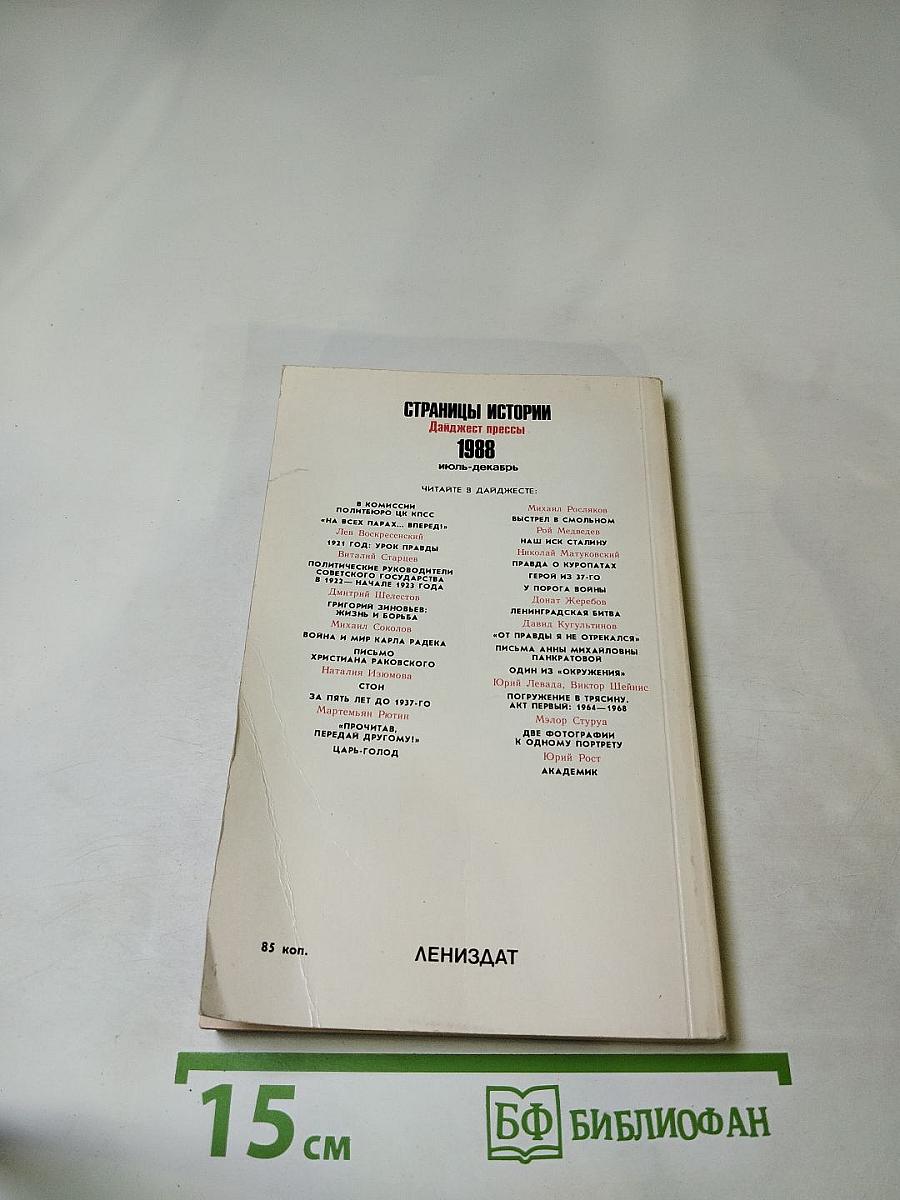 СТРАНИЦЫ ИСТОРИИ
Дайджест прессы
1988
июль-декабрь
ЧИТАЙТЕ В ДАЙДЖЕСТЕ:
В КОМИССИИ
ПОЛИТБЮРО ЦК КПСС
«НА ВСЕХ ПАРАХ... ВПЕРЕД!»
Лев Воскресенский
1921 ГОД: УРОК ПРАВДЫ
Виталий Старцев
ПОЛИТИЧЕСКИЕ РУКОВОДИТЕЛИ
СОВЕТСКОГО ГОСУДАРСТВА
В 1922— НАЧАЛЕ 1923 ГОДА
Дмитрий Шелестов
ГРИГОРИЙ ЗИНОВЬЕВ:
ЖИЗНЬ И БОРЬБА
Михаил Соколов
ВОЙНА И МИР КАРЛА РАДЕКА
ПИСЬМО
ХРИСТИАНА РАКОВСКОГО
Наталия Изюмова
СТОН
ЗА ПЯТЬ ЛЕТ ДО 1937-ГО
Мартемьян Рютин
«ПРОЧИТАВ,
ПЕРЕДАЙ ДРУГОМУ!»
ЦАРЬ-ГОЛОД
Михаил Росляков
ВЫСТРЕЛ В СМОЛЬНОМ
Рой Медведев
НАШ ИСК СТАЛИНУ
Николай Матуковский
ПРАВДА О КУРОПАТАХ
ГЕРОЙ ИЗ 37-ГО
У ПОРОГА ВОЙНЫ
Донат Жеребов
ЛЕНИНГРАДСКАЯ БИТВА
Давид Кугультинов
«ОТ ПРАВДЫ Я НЕ ОТРЕКАЛСЯ»
ПИСЬМА АННЫ МИХАЙЛОВНЫ
ПАНКРАТОВОЙ
ОДИН ИЗ «ОКРУЖЕНИЯ»
Юрий Левада, Виктор Шейнис
ПОГРУЖЕНИЕ В ТРЯСИНУ.
АКТ ПЕРВЫЙ: 1964—1968
Мэлор Стуруа
ДВЕ ФОТОГРАФИИ
К ОДНОМУ ПОРТРЕТУ
Юрий Рост
АКАДЕМИК
85 коп.
ЛЕНИЗДАТ
15 см
БФ БИБЛИОФАН